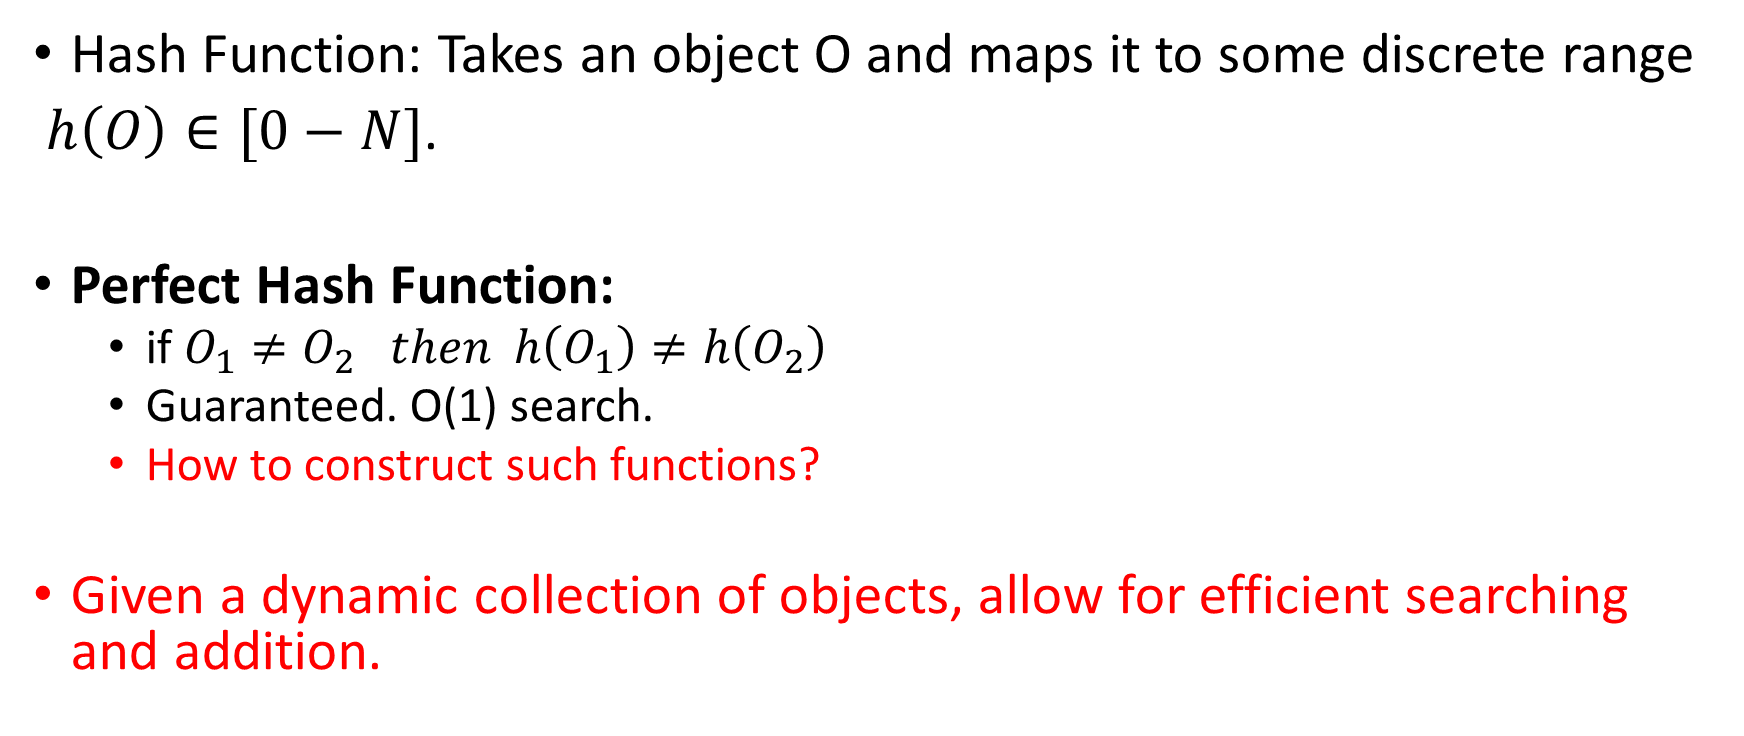 • Hash Function: Takes an object O and maps it to some discrete range
h(O) ∈ [0 − N].
• Perfect Hash Function:
• if O₁ ≠ O₂ then h(O₁) ≠ h(O₂)
• Guaranteed. O(1) search.
• How to construct such functions?
• Given a dynamic collection of objects, allow for efficient searching
and addition.